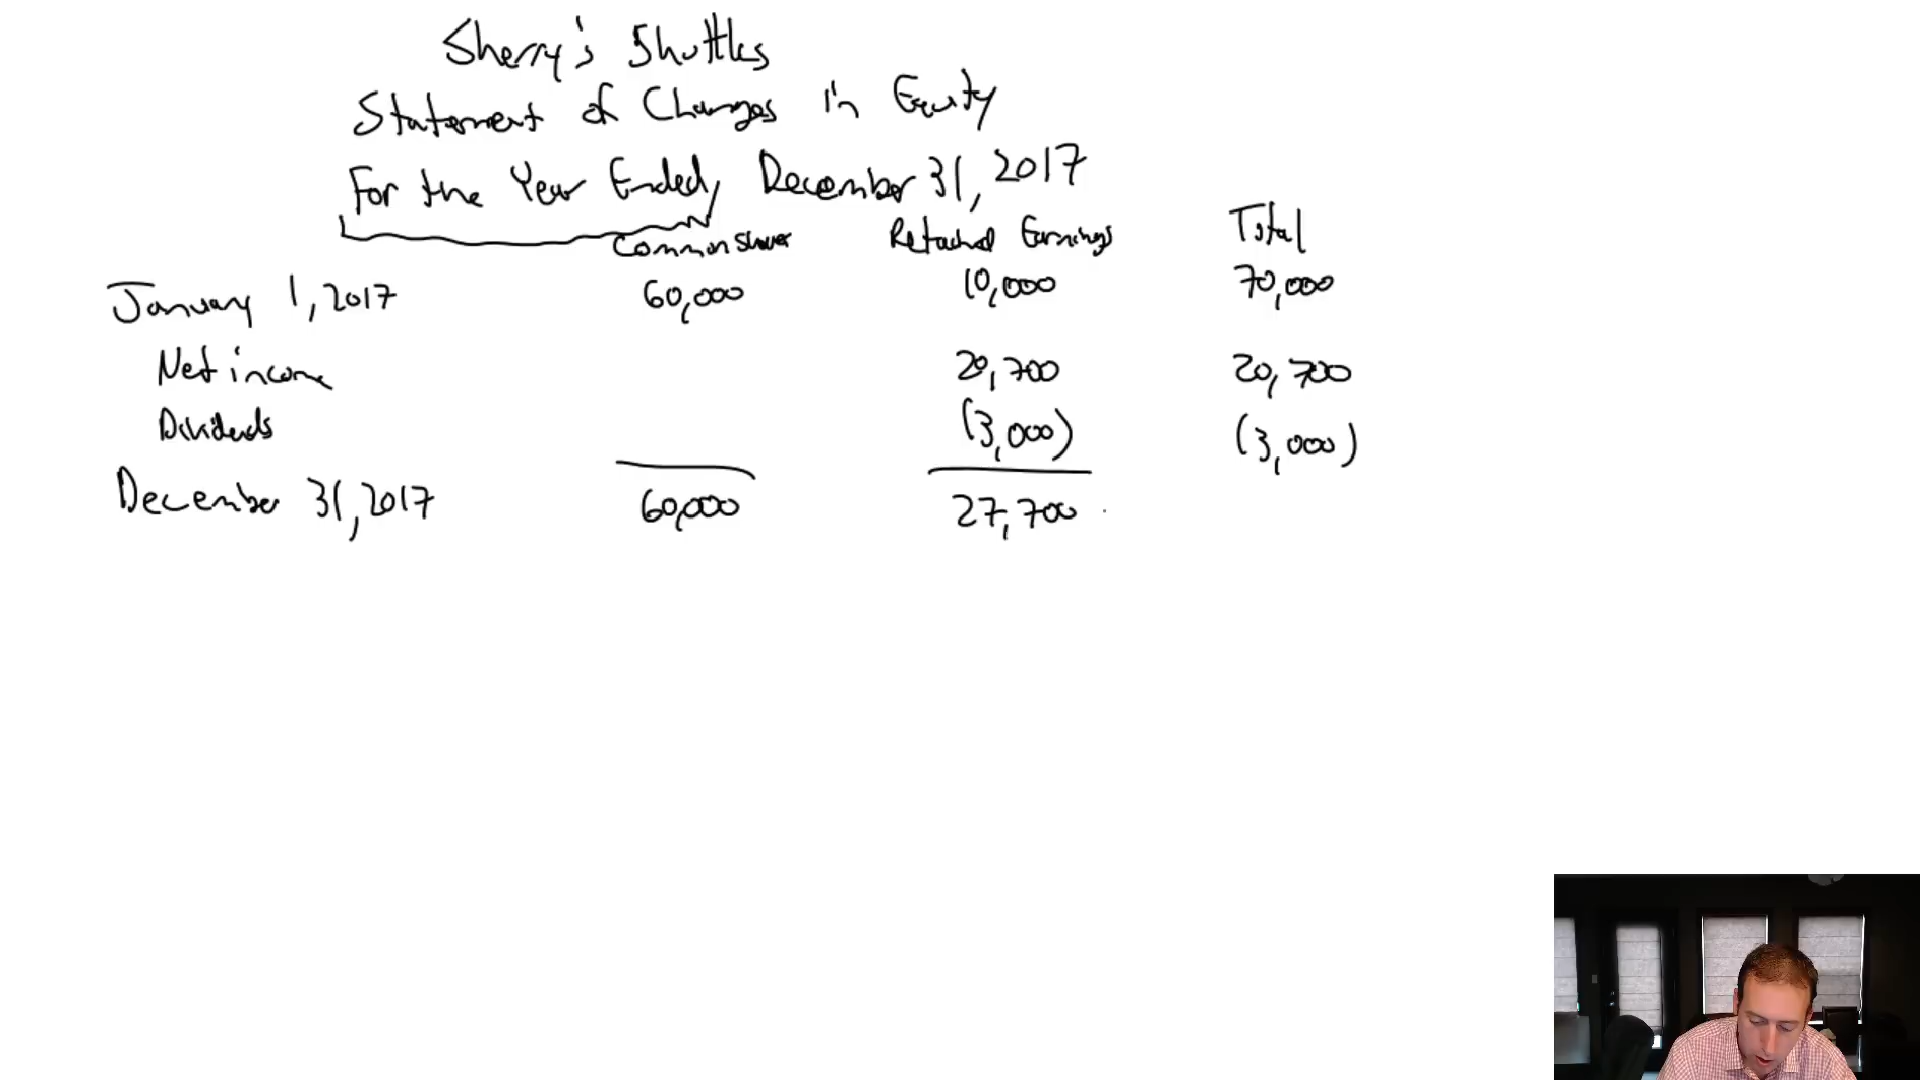 Sherry's Shuttles
Statement of Changes in Equity
For the Year Ended, December 31, 2017
Common Shares Retained Earnings Total
January 1, 2017 60,000 10,000 70,000
Net income 20,700 20,700
Dividends (3,000) (3,000)
December 31, 2017 60,000 27,700